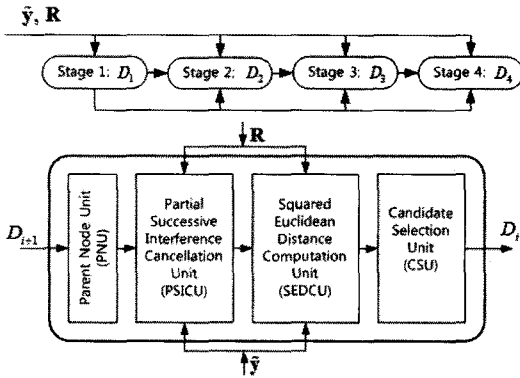 ỹ, R
Stage 1: D₁
Stage 2: D₂
Stage 3: D₃
Stage 4: D₄
R
Dᵢ₊₁
Parent Node Unit
(PNU)
Partial
Successive
Interference
Cancellation
Unit
(PSICU)
Squared
Euclidean
Distance
Computation
Unit
(SEDCU)
Candidate
Selection
Unit
(CSU)
Dᵢ
ỹ